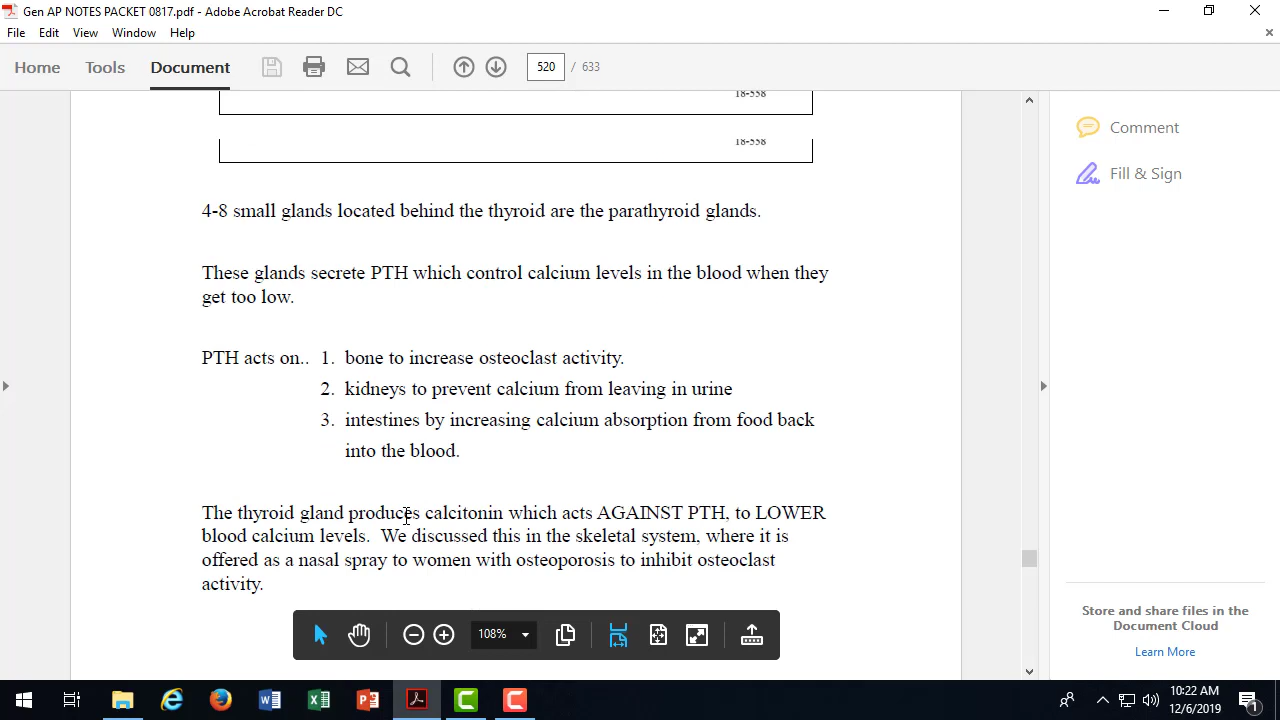 Gen AP NOTES PACKET 0817.pdf - Adobe Acrobat Reader DC
File Edit View Window Help
Home Tools Document 520 / 633
18-558
18-558
Comment
Fill & Sign
4-8 small glands located behind the thyroid are the parathyroid glands.
These glands secrete PTH which control calcium levels in the blood when they
get too low.
PTH acts on.. 1. bone to increase osteoclast activity.
2. kidneys to prevent calcium from leaving in urine
3. intestines by increasing calcium absorption from food back
into the blood.
The thyroid gland produces calcitonin which acts AGAINST PTH, to LOWER
blood calcium levels. We discussed this in the skeletal system, where it is
offered as a nasal spray to women with osteoporosis to inhibit osteoclast
activity.
108%
Store and share files in the
Document Cloud
Learn More
10:22 AM
12/6/2019
1